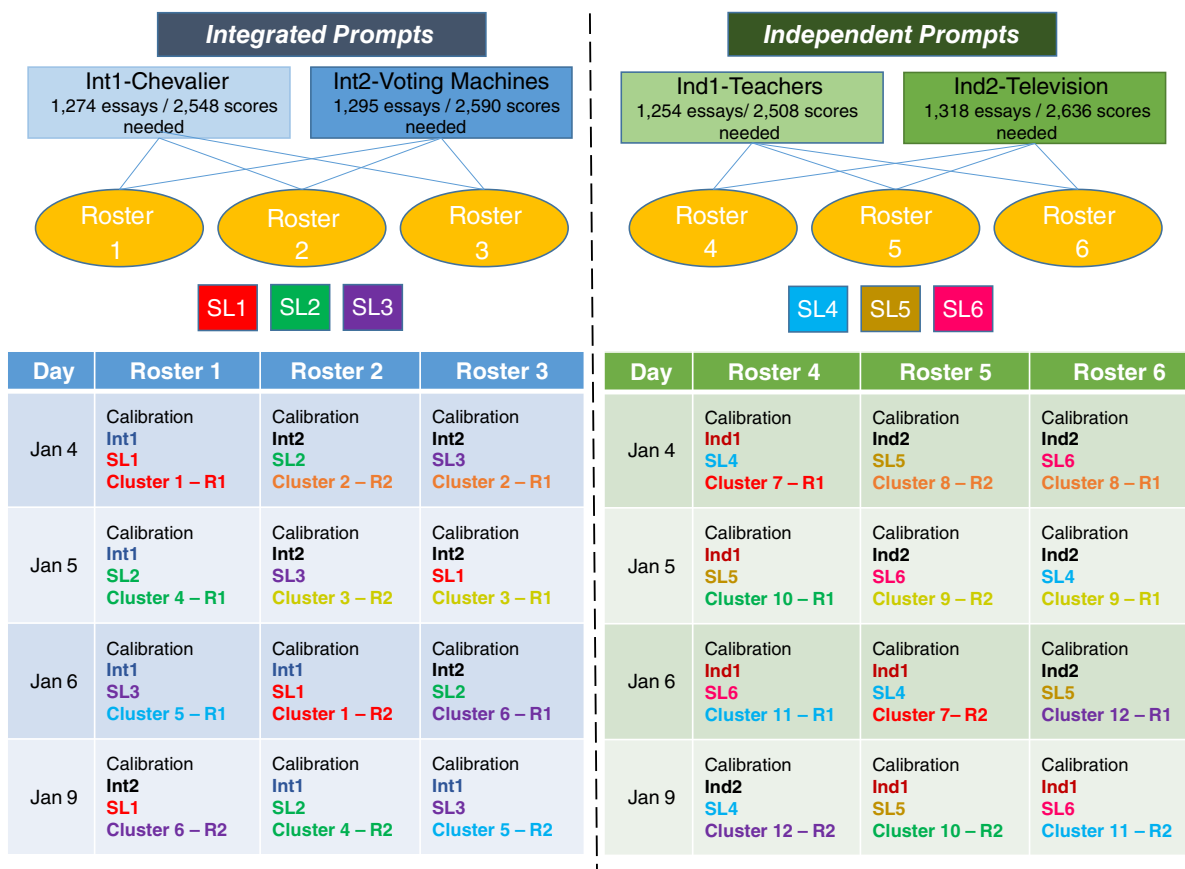 Integrated Prompts
Int1-Chevalier
1,274 essays / 2,548 scores
needed
Int2-Voting Machines
1,295 essays / 2,590 scores
needed
Roster
1
Roster
2
Roster
3
SL1
SL2
SL3
Day
Roster 1
Roster 2
Roster 3
Jan 4
Calibration
Int1
SL1
Cluster 1 – R1
Calibration
Int2
SL2
Cluster 2 – R2
Calibration
Int2
SL3
Cluster 2 – R1
Jan 5
Calibration
Int1
SL2
Cluster 4 – R1
Calibration
Int2
SL3
Cluster 3 – R2
Calibration
Int2
SL1
Cluster 3 – R1
Jan 6
Calibration
Int1
SL3
Cluster 5 – R1
Calibration
Int1
SL1
Cluster 1 – R2
Calibration
Int2
SL2
Cluster 6 – R1
Jan 9
Calibration
Int2
SL1
Cluster 6 – R2
Calibration
Int1
SL2
Cluster 4 – R2
Calibration
Int1
SL3
Cluster 5 – R2
Independent Prompts
Ind1-Teachers
1,254 essays/ 2,508 scores
needed
Ind2-Television
1,318 essays / 2,636 scores
needed
Roster
4
Roster
5
Roster
6
SL4
SL5
SL6
Day
Roster 4
Roster 5
Roster 6
Jan 4
Calibration
Ind1
SL4
Cluster 7 – R1
Calibration
Ind2
SL5
Cluster 8 – R2
Calibration
Ind2
SL6
Cluster 8 – R1
Jan 5
Calibration
Ind1
SL5
Cluster 10 – R1
Calibration
Ind2
SL6
Cluster 9 – R2
Calibration
Ind2
SL4
Cluster 9 – R1
Jan 6
Calibration
Ind1
SL6
Cluster 11 – R1
Calibration
Ind1
SL4
Cluster 7– R2
Calibration
Ind2
SL5
Cluster 12 – R1
Jan 9
Calibration
Ind2
SL4
Cluster 12 – R2
Calibration
Ind1
SL5
Cluster 10 – R2
Calibration
Ind1
SL6
Cluster 11 – R2